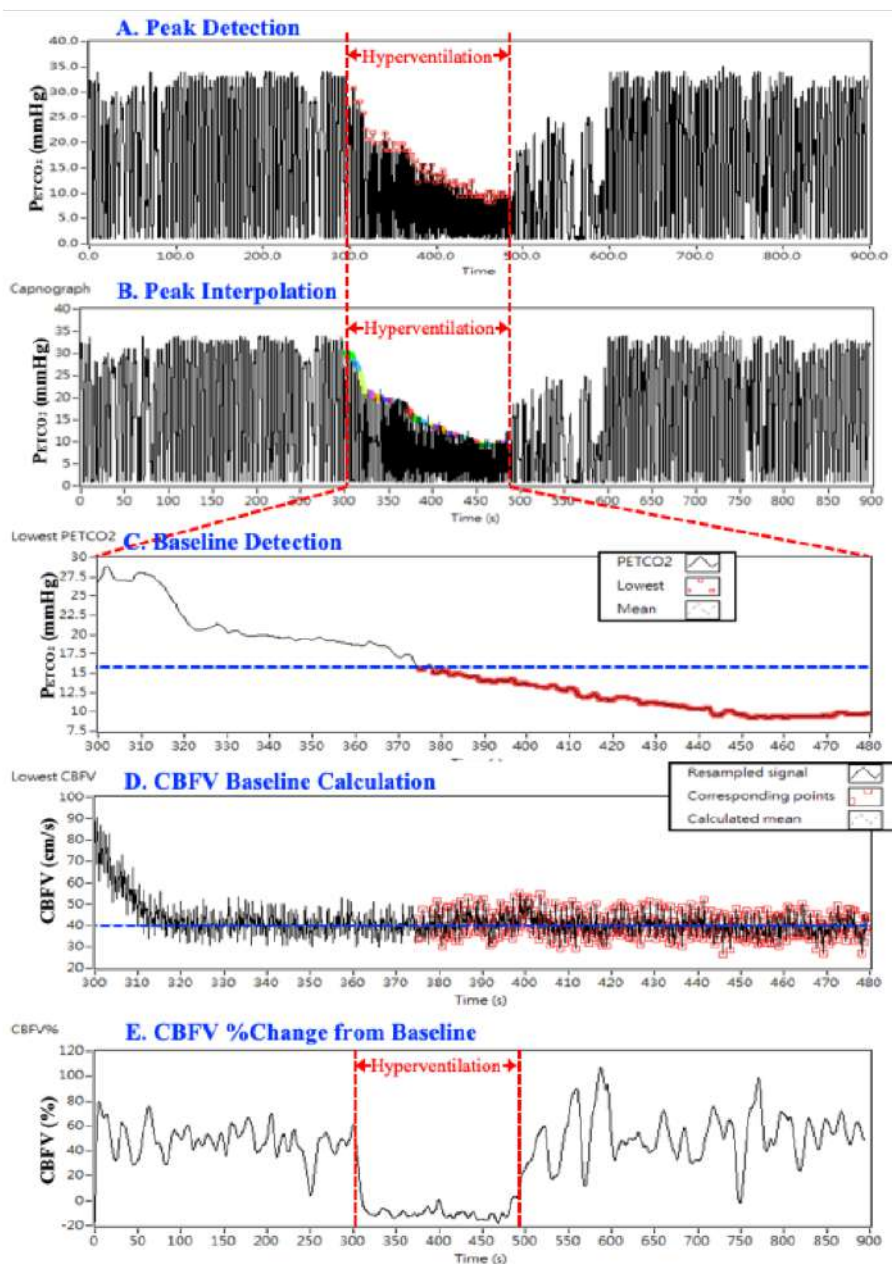 A. Peak Detection
Hyperventilation
PETCO₂ (mmHg)
40.0
35.0
30.0
25.0
20.0
15.0
10.0
5.0
0.0
0.0 100.0 200.0 300.0 400.0 500.0 600.0 700.0 800.0 900.0
Time
Capnograph
B. Peak Interpolation
Hyperventilation
PETCO₂ (mmHg)
40
35
30
25
20
15
10
5
0
0 50 100 150 200 250 300 350 400 450 500 550 600 650 700 750 800 850 900
Time (s)
Lowest PETCO2
C. Baseline Detection
PETCO2
Lowest
Mean
PETCO₂ (mmHg)
30
27.5
25
22.5
20
17.5
15
12.5
10
7.5
300 310 320 330 340 350 360 370 380 390 400 410 420 430 440 450 460 470 480
Lowest CBFV
D. CBFV Baseline Calculation
Resampled signal
Corresponding points
Calculated mean
CBFV (cm/s)
100
90
80
70
60
50
40
30
20
300 310 320 330 340 350 360 370 380 390 400 410 420 430 440 450 460 470 480
Time (s)
CBFV%
E. CBFV %Change from Baseline
Hyperventilation
CBFV (%)
120
100
80
60
40
20
0
-20
0 50 100 150 200 250 300 350 400 450 500 550 600 650 700 750 800 850 900
Time (s)